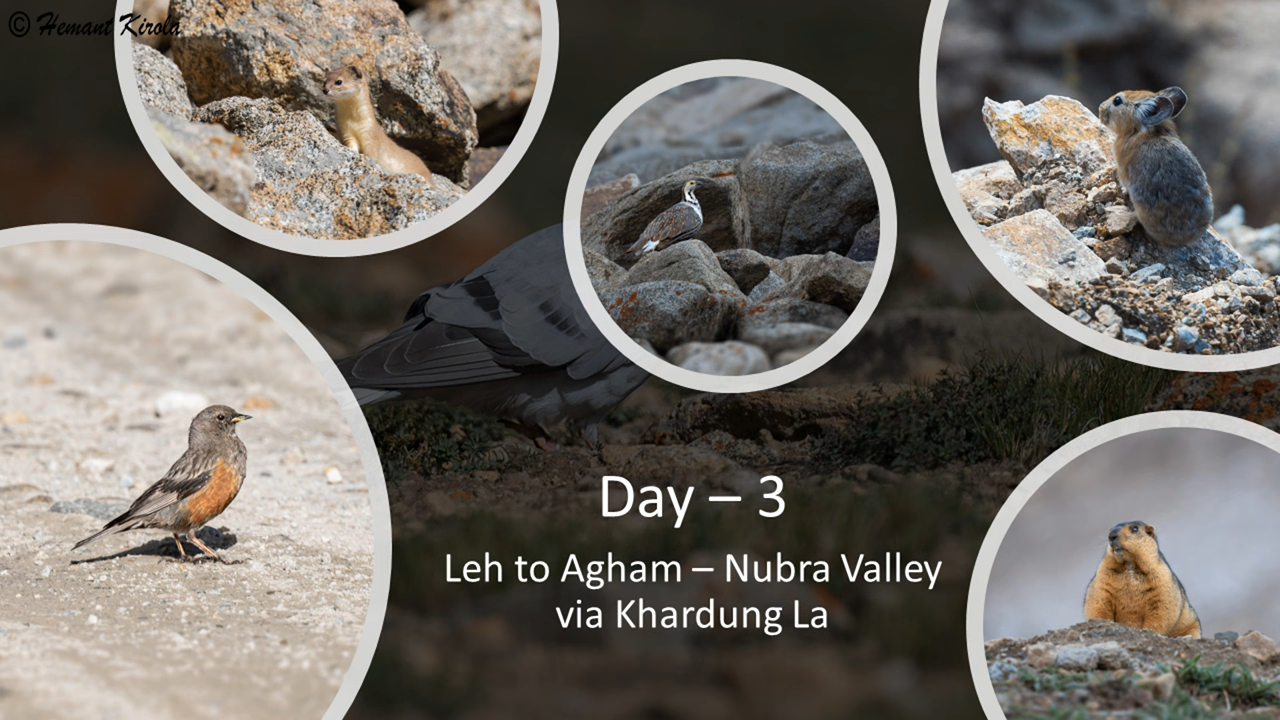 © Hemant Kirola
Day – 3
Leh to Agham – Nubra Valley
via Khardung La